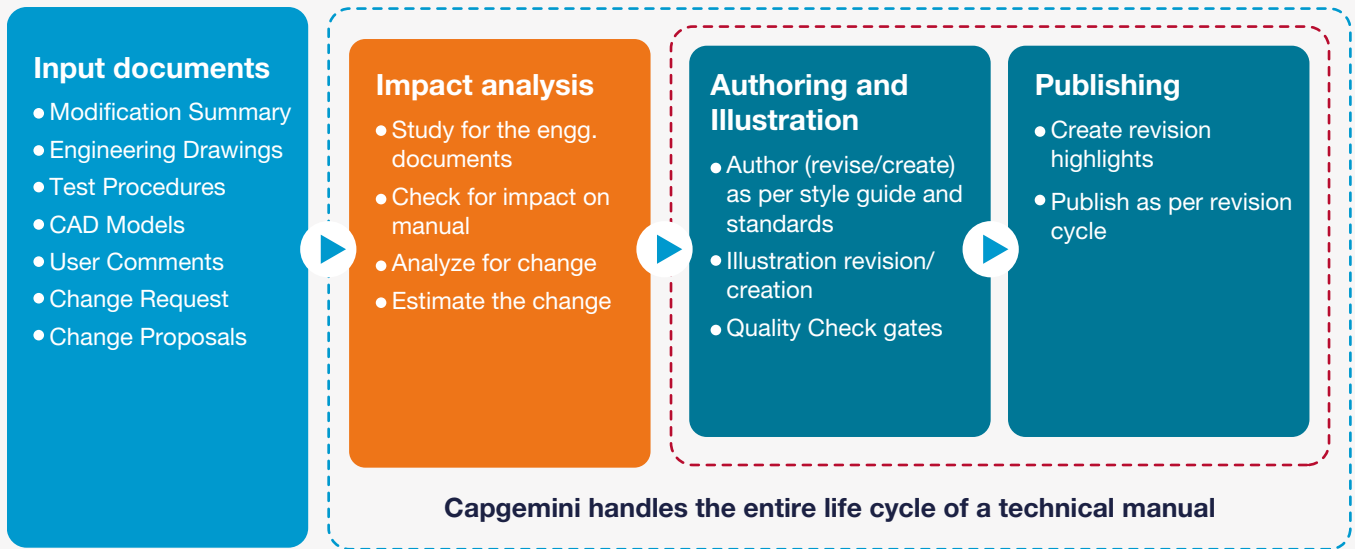 Input documents
Modification Summary
Engineering Drawings
Test Procedures
CAD Models
User Comments
Change Request
Change Proposals
Impact analysis
Study for the engg.
documents
Check for impact on
manual
Analyze for change
Estimate the change
Authoring and
Illustration
Author (revise/create)
as per style guide and
standards
Illustration revision/
creation
Quality Check gates
Publishing
Create revision
highlights
Publish as per revision
cycle
Capgemini handles the entire life cycle of a technical manual